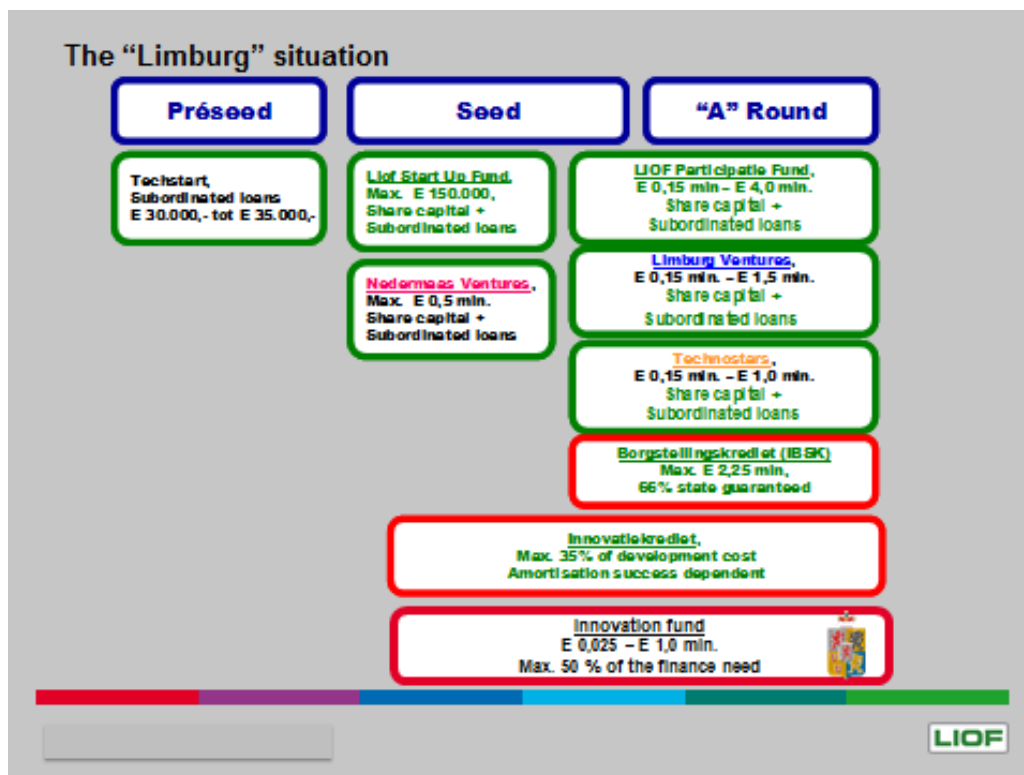 The “Limburg” situation
Préseed
Seed
“A” Round
Techstart,
Subordinated loans
E 30.000,- tot E 35.000,-
Liof Start Up Fund,
Max. E 150.000,
Share capital +
Subordinated loans
Nedermaas Ventures,
Max. E 0,5 mln.
Share capital +
Subordinated loans
LIOF Participatie Fund,
E 0,15 mln – E 4,0 mln.
Share capital +
Subordinated loans
Limburg Ventures,
E 0,15 mln. – E 1,5 mln.
Share capital +
Subordinated loans
Technostars,
E 0,15 mln. – E 1,0 mln.
Share capital +
Subordinated loans
Borgstellingskrediet (IBSK)
Max. E 2,25 mln,
66% state guaranteed
Innovatiekrediet,
Max. 35% of development cost
Amortisation success dependent
Innovation fund
E 0,025 – E 1,0 mln.
Max. 50 % of the finance need
LIOF